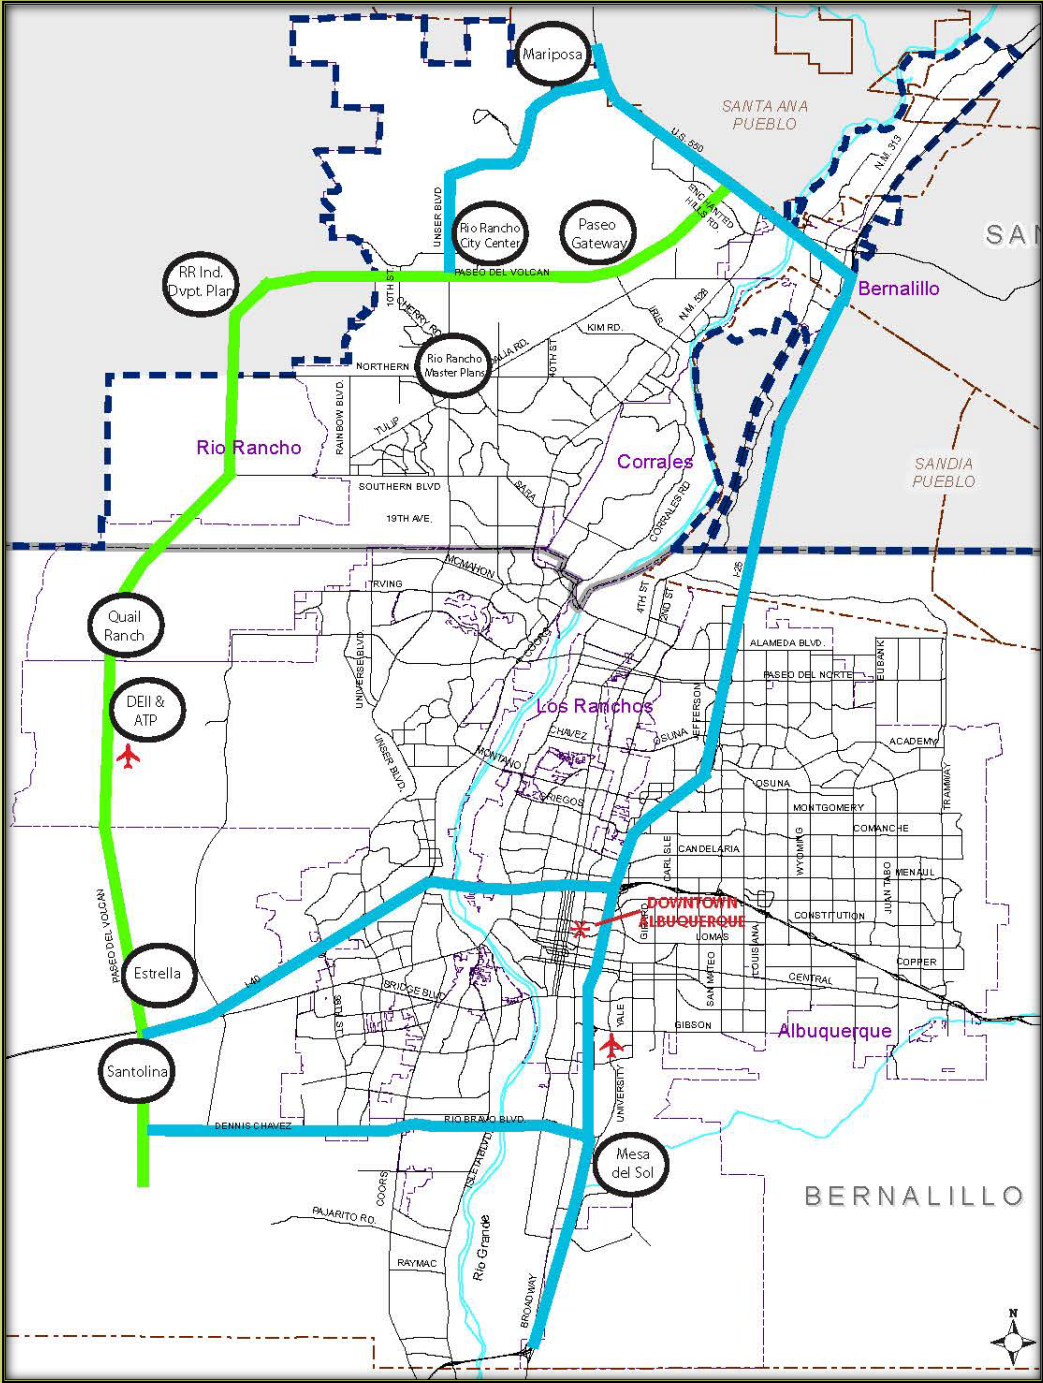 Mariposa
SANTA ANA
PUEBLO
U.S. 550
N.M. 313
UNSER BLVD
Rio Rancho
City Center
Paseo
Gateway
ENCHANTED
HILLS RD.
SAN
RR Ind.
Dvpt. Plan
10TH ST.
PASEO DEL VOLCAN
Bernalillo
CHERRY RD.
IRIS
N.M. 528
KIM RD.
Rio Rancho
Master Plans
NORTHERN
40TH ST
RAINBOW BLVD.
TULIP
Rio Rancho
Corrales
SANDIA
PUEBLO
SOUTHERN BLVD
SARA
CORRALES RD
19TH AVE.
MCMAHON
IRVING
I-25
4TH ST
2ND ST
Quail
Ranch
COORS
ALAMEDA BLVD.
EUBANK
UNIVERSE BLVD.
PASEO DEL NORTE
DEII &
ATP
Los Ranchos
JEFFERSON
CHAVEZ
OSUNA
ACADEMY
UNSER BLVD.
MONTANO
OSUNA
TRAMWAY
GRIEGOS
MONTGOMERY
COMANCHE
CARLISLE
CANDELARIA
WYOMING
MENAUL
JUAN TABO
PASEO DEL VOLCAN
DOWNTOWN
ALBUQUERQUE
CONSTITUTION
LOMAS
LOUISIANA
COPPER
Estrella
I-40
BRIDGE BLVD
98TH ST
SAN MATEO
CENTRAL
YALE
GIBSON
Albuquerque
Santolina
UNIVERSITY
DENNIS CHAVEZ
RIO BRAVO BLVD.
ISLETA BLVD
Mesa
del Sol
COORS
BERNALILLO
PAJARITO RD.
Rio Grande
RAYMAC
BROADWAY
N